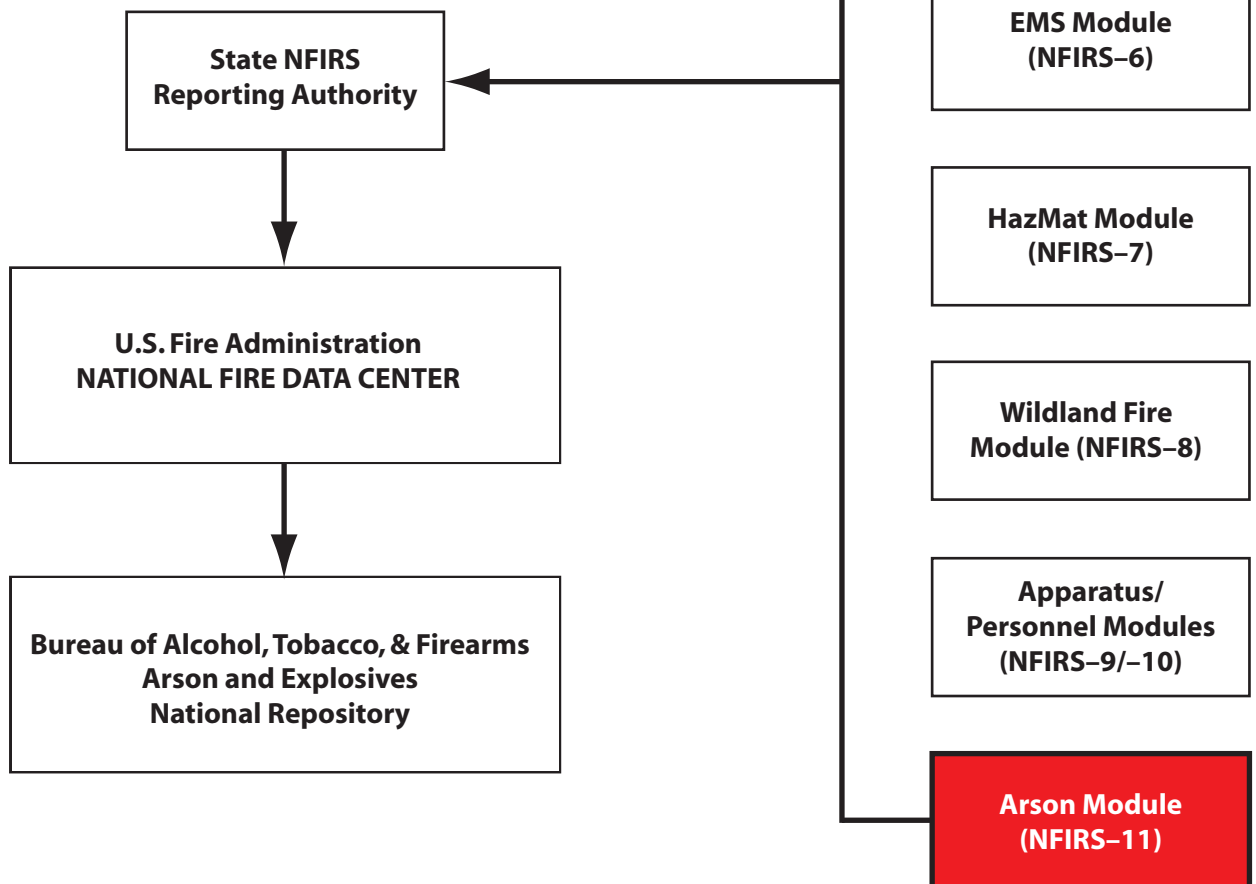 State NFIRS
Reporting Authority
U.S. Fire Administration
NATIONAL FIRE DATA CENTER
Bureau of Alcohol, Tobacco, & Firearms
Arson and Explosives
National Repository
EMS Module
(NFIRS–6)
HazMat Module
(NFIRS–7)
Wildland Fire
Module (NFIRS–8)
Apparatus/
Personnel Modules
(NFIRS–9/–10)
Arson Module
(NFIRS–11)